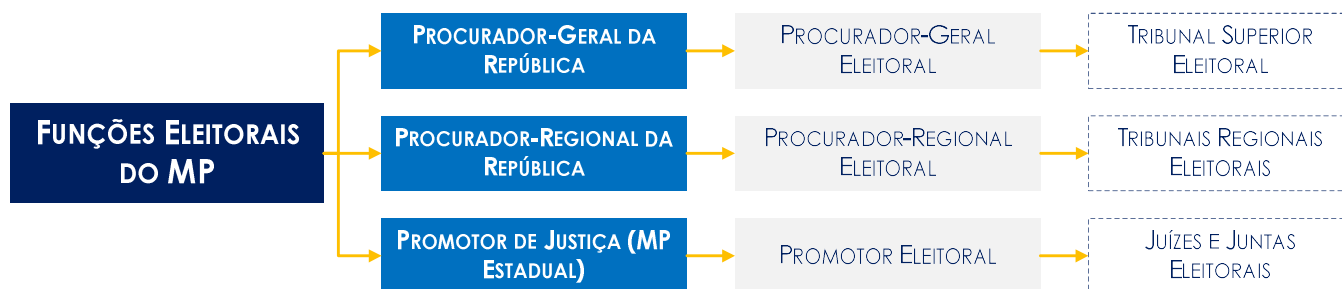 FUNÇÕES ELEITORAIS
DO MP
PROCURADOR-GERAL DA
REPÚBLICA
PROCURADOR-GERAL
ELEITORAL
TRIBUNAL SUPERIOR
ELEITORAL
PROCURADOR-REGIONAL DA
REPÚBLICA
PROCURADOR-REGIONAL
ELEITORAL
TRIBUNAIS REGIONAIS
ELEITORAIS
PROMOTOR DE JUSTIÇA (MP
ESTADUAL)
PROMOTOR ELEITORAL
JUÍZES E JUNTAS
ELEITORAIS